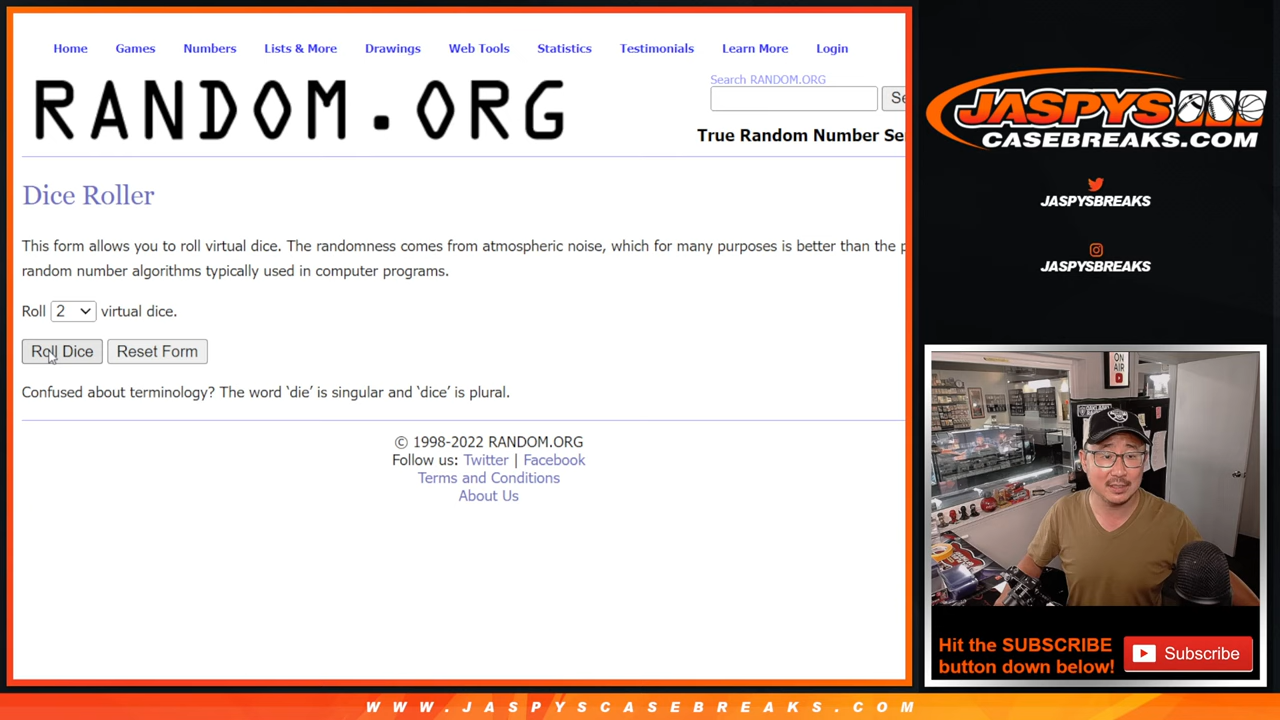 Home Games Numbers Lists & More Drawings Web Tools Statistics Testimonials Learn More Login
RANDOM.ORG
Search RANDOM.ORG
Se
True Random Number Se
Dice Roller
This form allows you to roll virtual dice. The randomness comes from atmospheric noise, which for many purposes is better than the p
random number algorithms typically used in computer programs.
Roll 2 virtual dice.
Roll Dice Reset Form
Confused about terminology? The word ‘die’ is singular and ‘dice’ is plural.
© 1998-2022 RANDOM.ORG
Follow us: Twitter | Facebook
Terms and Conditions
About Us
JASPYS
CASEBREAKS.COM
JASPYSBREAKS
JASPYSBREAKS
ON
AIR
Hit the SUBSCRIBE
button down below!
Subscribe
WWW.JASPYSCASEBREAKS.COM